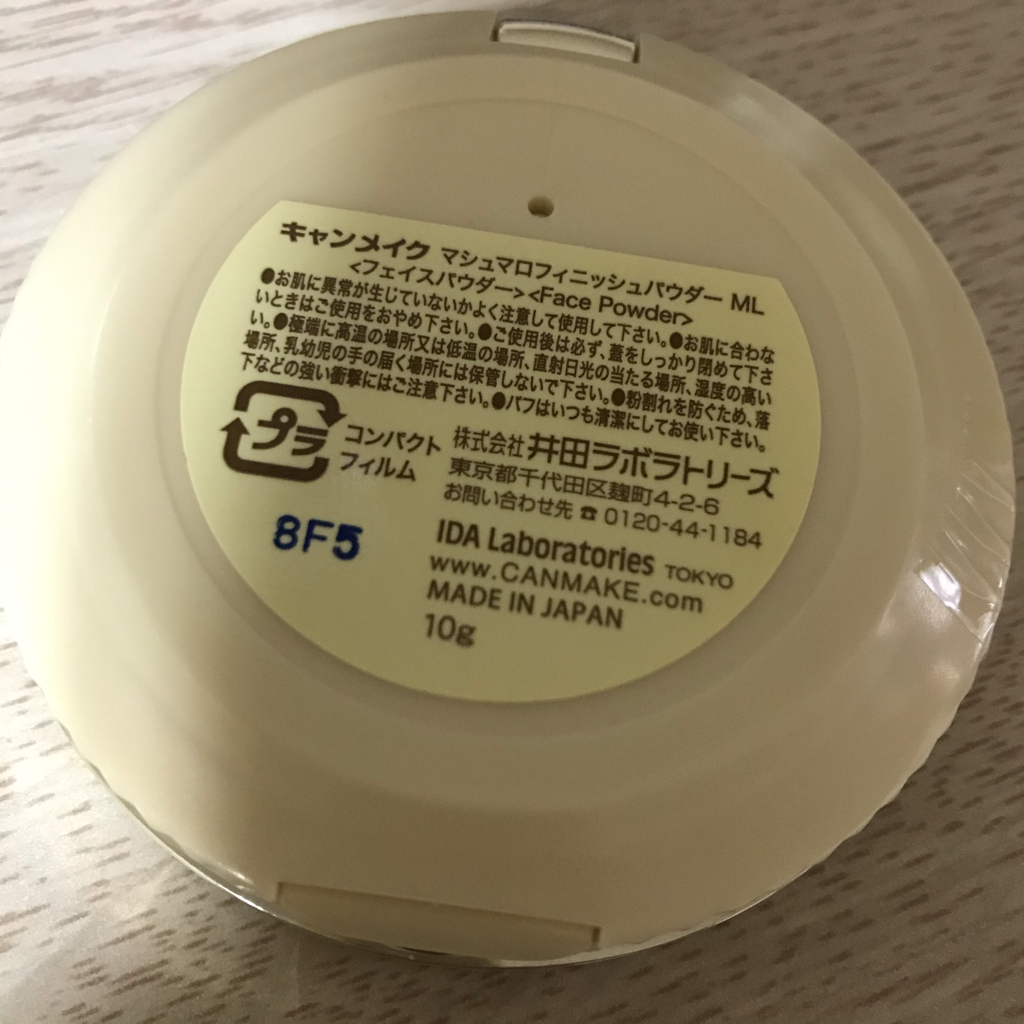 キャンメイク マシュマロフィニッシュパウダー ML
<フェイスパウダー><Face Powder>
●お肌に異常が生じていないかよく注意して使用して下さい。●お肌に合わな
いときはご使用をおやめ下さい。●ご使用後は必ず、蓋をしっかり閉めて下さ
い。●極端に高温の場所又は低温の場所、直射日光の当たる場所、湿度の高い
場所、乳幼児の手の届く場所には保管しないで下さい。●粉割れを防ぐため、落
下などの強い衝撃にはご注意下さい。●パフはいつも清潔にしてお使い下さい。
プラ
コンパクト
フィルム
株式会社 井田ラボラトリーズ
東京都千代田区麹町4-2-6
お問い合わせ先 ☎ 0120-44-1184
8F5
IDA Laboratories TOKYO
www.CANMAKE.com
MADE IN JAPAN
10g